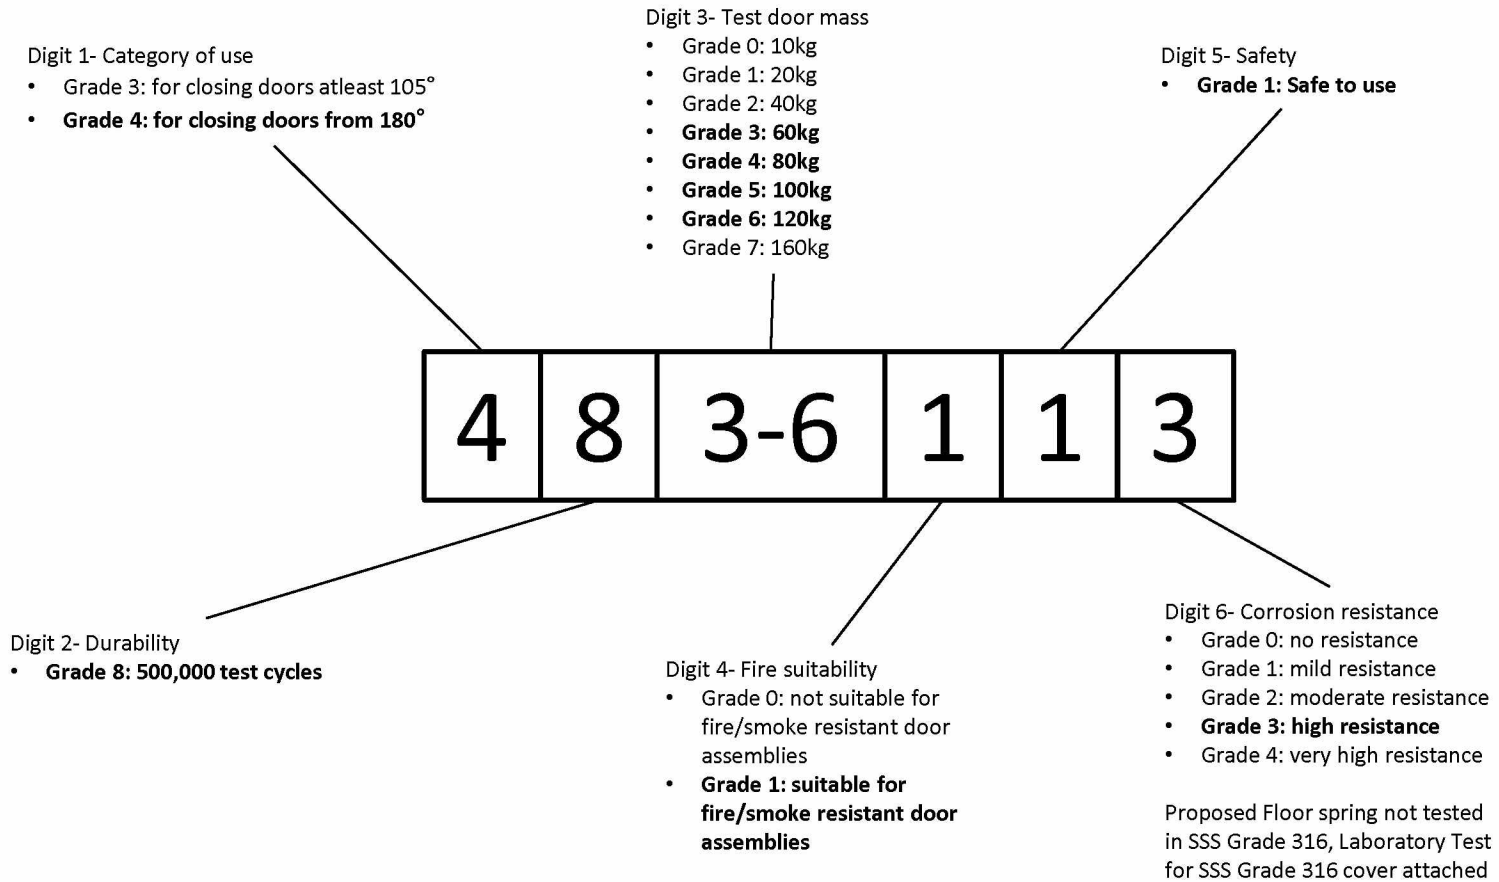 Digit 1- Category of use
• Grade 3: for closing doors atleast 105°
• Grade 4: for closing doors from 180°
Digit 3- Test door mass
• Grade 0: 10kg
• Grade 1: 20kg
• Grade 2: 40kg
• Grade 3: 60kg
• Grade 4: 80kg
• Grade 5: 100kg
• Grade 6: 120kg
• Grade 7: 160kg
Digit 5- Safety
• Grade 1: Safe to use
4 8 3-6 1 1 3
Digit 2- Durability
• Grade 8: 500,000 test cycles
Digit 4- Fire suitability
• Grade 0: not suitable for
fire/smoke resistant door
assemblies
• Grade 1: suitable for
fire/smoke resistant door
assemblies
Digit 6- Corrosion resistance
• Grade 0: no resistance
• Grade 1: mild resistance
• Grade 2: moderate resistance
• Grade 3: high resistance
• Grade 4: very high resistance
Proposed Floor spring not tested
in SSS Grade 316, Laboratory Test
for SSS Grade 316 cover attached